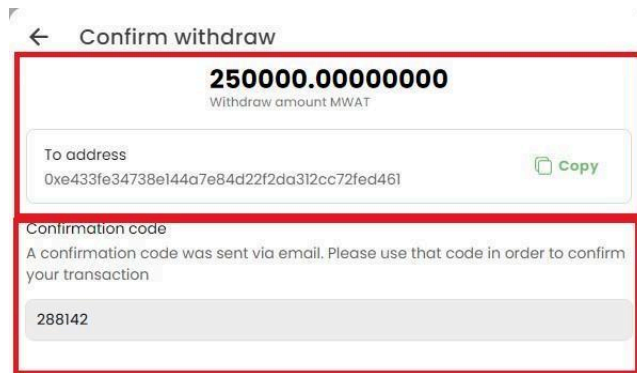 Confirm withdraw
250000.00000000
Withdraw amount MWAT
To address
Copy
0xe433fe34738e144a7e84d22f2da312cc72fed461
Confirmation code
A confirmation code was sent via email. Please use that code in order to confirm
your transaction
288142